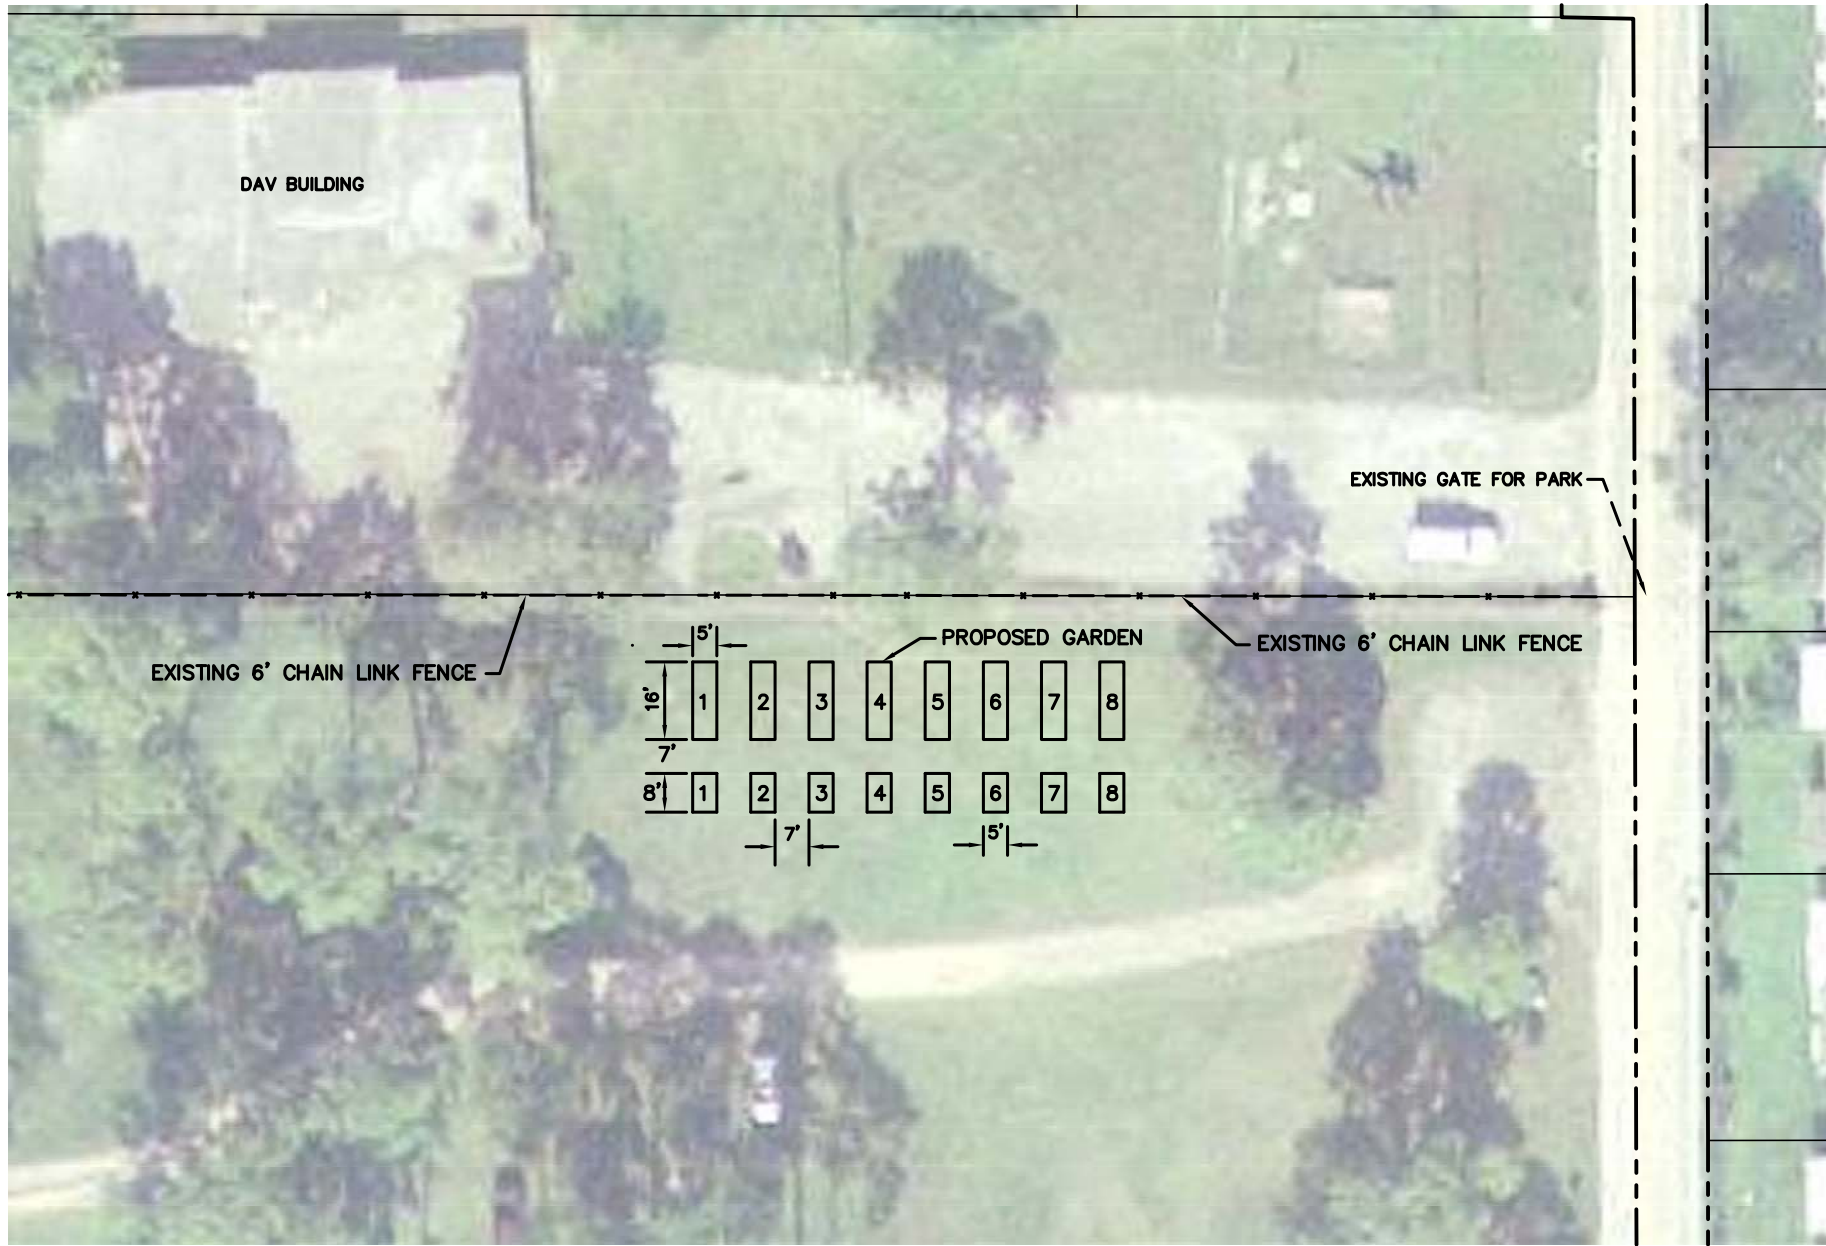 DAV BUILDING
EXISTING GATE FOR PARK
EXISTING 6' CHAIN LINK FENCE
PROPOSED GARDEN
EXISTING 6' CHAIN LINK FENCE
5'
16'
1 2 3 4 5 6 7 8
7'
8'
1 2 3 4 5 6 7 8
7'
5'